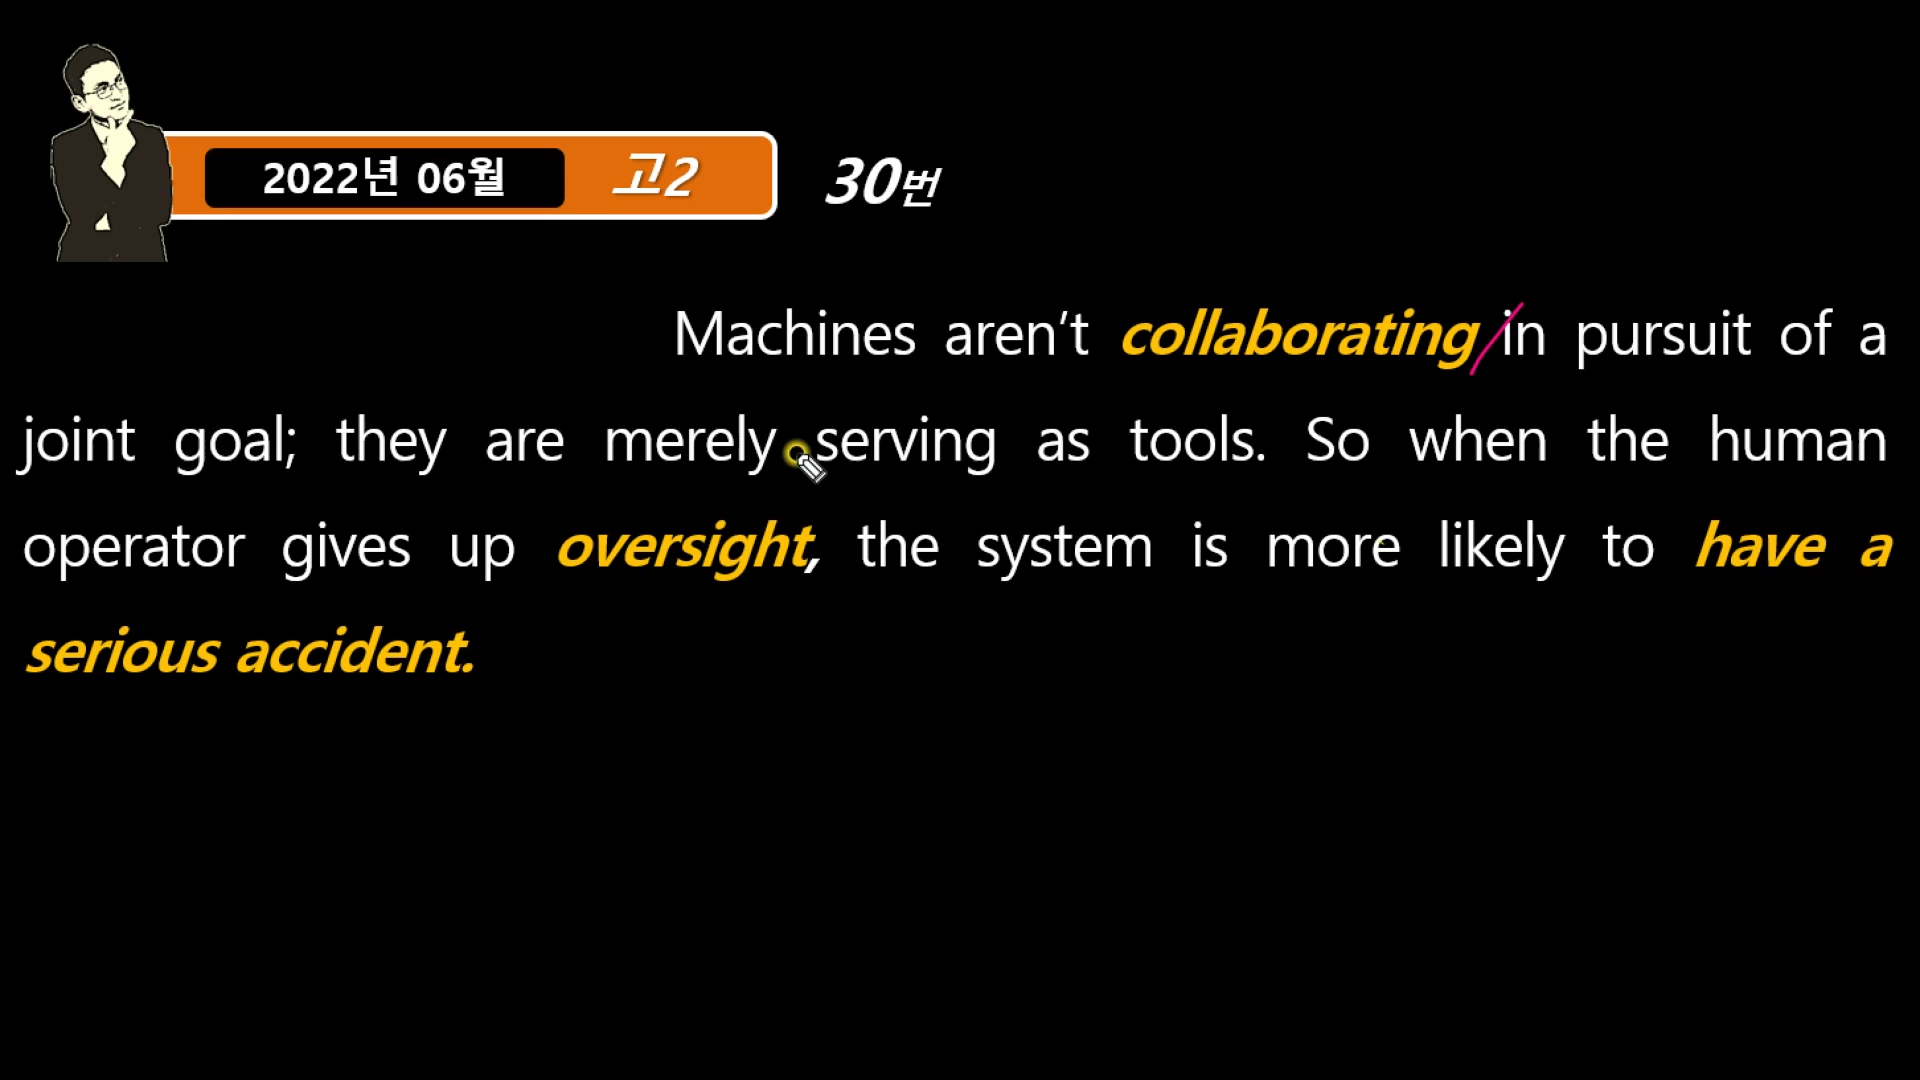 2022년 06월 고2 30번
Machines aren’t collaborating in pursuit of a
joint goal; they are merely serving as tools. So when the human
operator gives up oversight, the system is more likely to have a
serious accident.